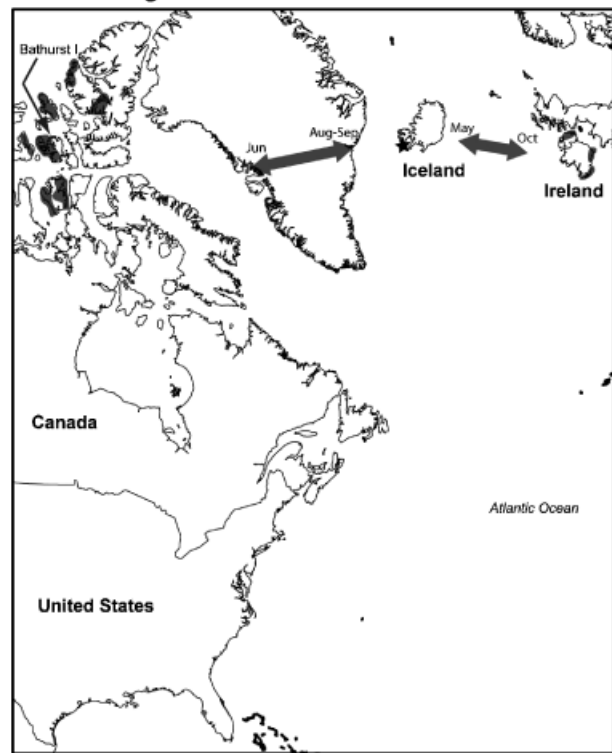 Bathurst I.
Jun
Aug-Sep
May
Oct
Iceland
Ireland
Canada
Atlantic Ocean
United States